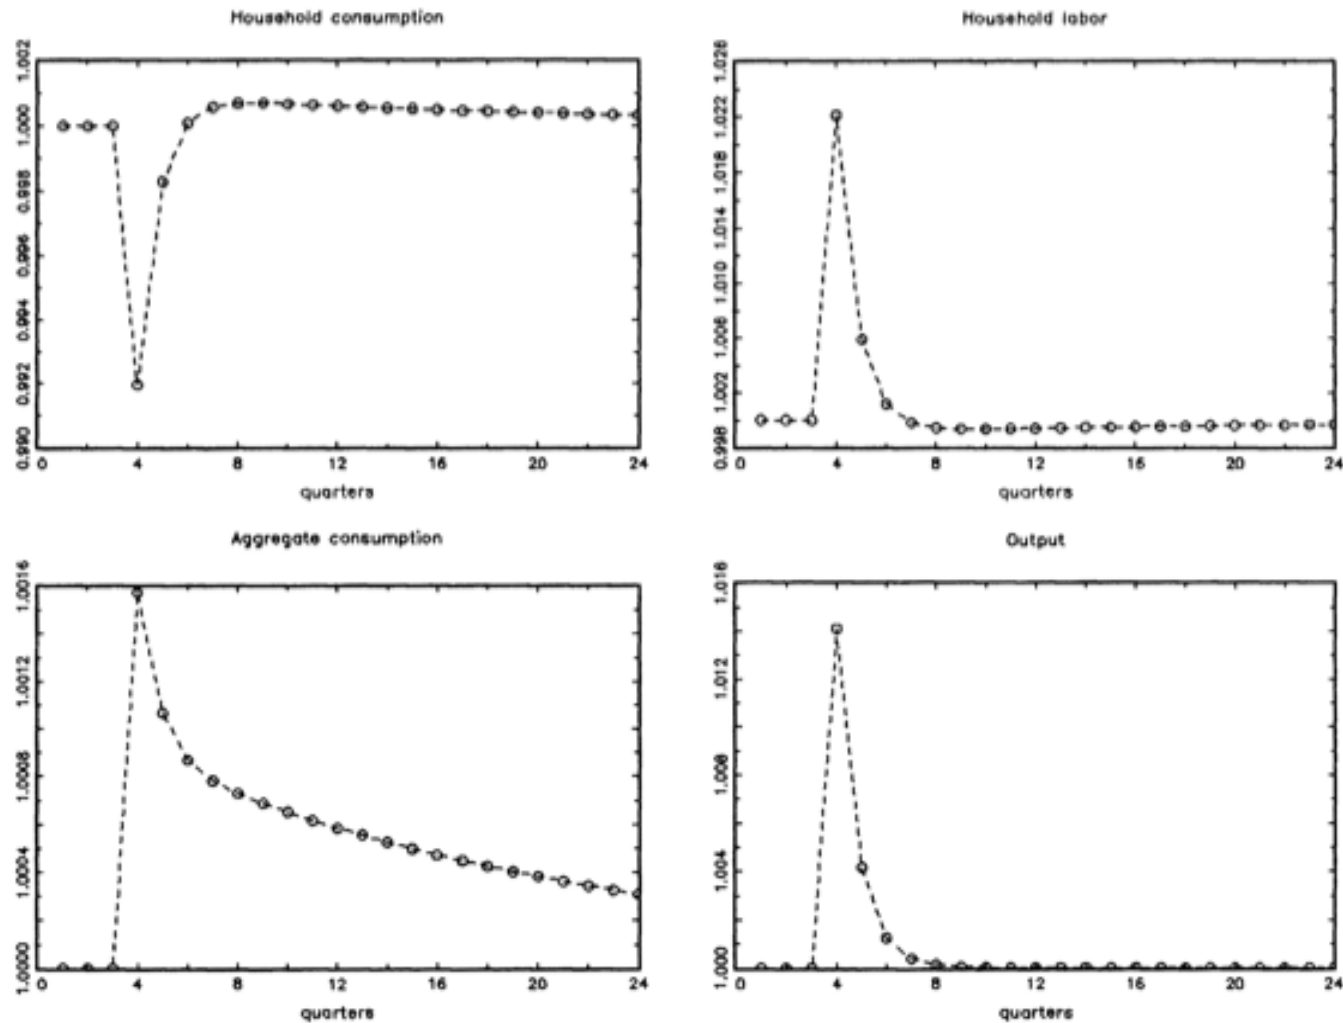 Household consumption
1.002
1.000
0.998
0.996
0.994
0.992
0.990
0 4 8 12 16 20 24
quarters
Household labor
1.026
1.022
1.018
1.014
1.010
1.006
1.002
0.998
0 4 8 12 16 20 24
quarters
Aggregate consumption
1.0016
1.0012
1.0008
1.0004
1.0000
0 4 8 12 16 20 24
quarters
Output
1.016
1.012
1.008
1.004
1.000
0 4 8 12 16 20 24
quarters